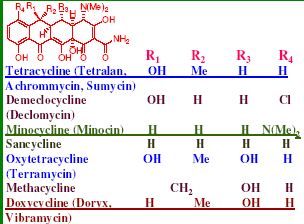 R4 R1 R2 R3 N(Me)2
H H OH
NH2
OH
OH O OH O O
R1 R2 R3 R4
Tetracycline (Tetralan, OH Me H H
Achrommycin, Sumycin)
Demeclocycline OH H H Cl
(Declomycin)
Minocycline (Minocin) H H H N(Me)2
Sancycline H H H H
Oxytetracycline OH Me OH H
(Terramycin)
Methacycline CH2 OH H
Doxycycline (Doryx, H Me OH H
Vibramycin)